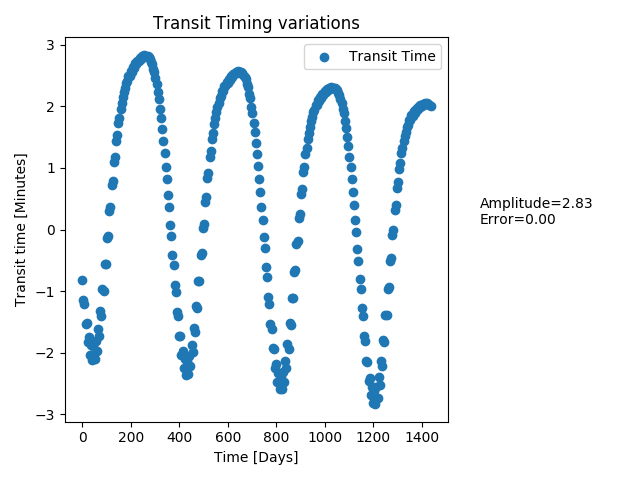 Transit Timing variations
Transit Time
3
2
1
0
−1
−2
−3
Transit time [Minutes]
Amplitude=2.83
Error=0.00
0 200 400 600 800 1000 1200 1400
Time [Days]